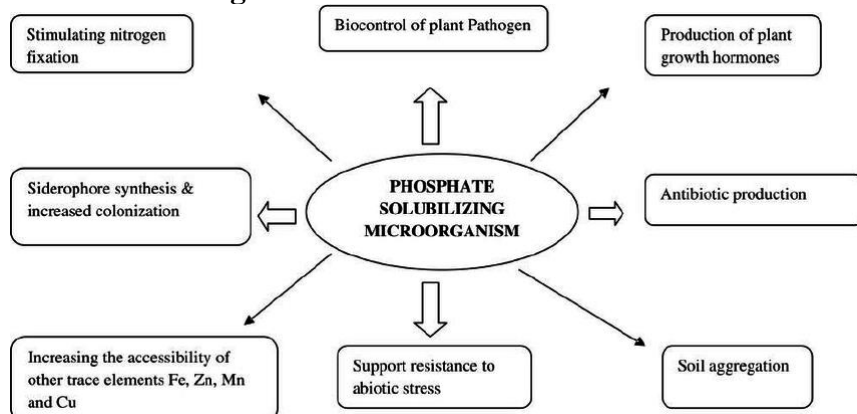 Stimulating nitrogen
fixation
Biocontrol of plant Pathogen
Production of plant
growth hormones
Siderophore synthesis &
increased colonization
PHOSPHATE
SOLUBILIZING
MICROORGANISM
Antibiotic production
Increasing the accessibility of
other trace elements Fe, Zn, Mn
and Cu
Support resistance to
abiotic stress
Soil aggregation